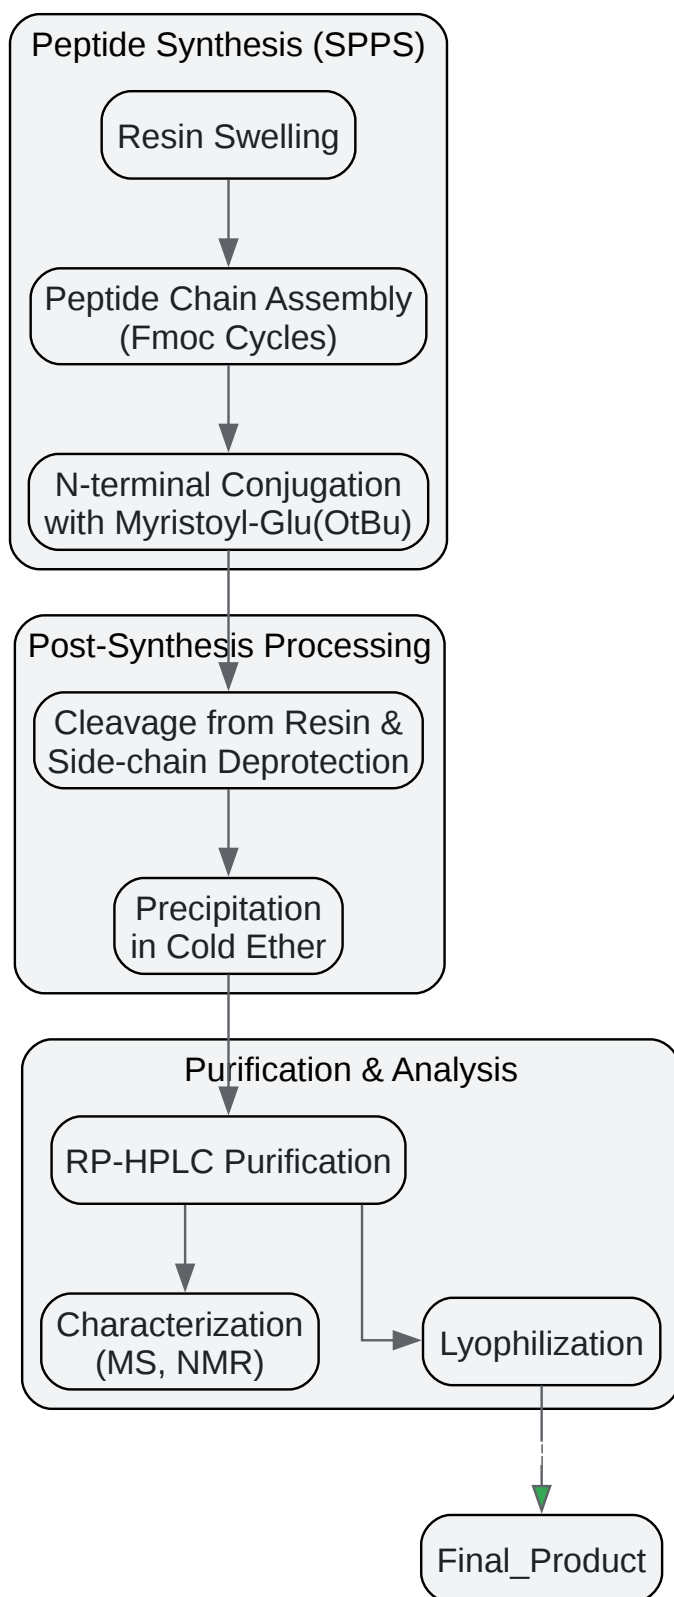 Peptide Synthesis (SPPS)
Resin Swelling
Peptide Chain Assembly
(Fmoc Cycles)
N-terminal Conjugation
with Myristoyl-Glu(OtBu)
Post-Synthesis Processing
Cleavage from Resin &
Side-chain Deprotection
Precipitation
in Cold Ether
Purification & Analysis
RP-HPLC Purification
Characterization
(MS, NMR)
Lyophilization
Final_Product